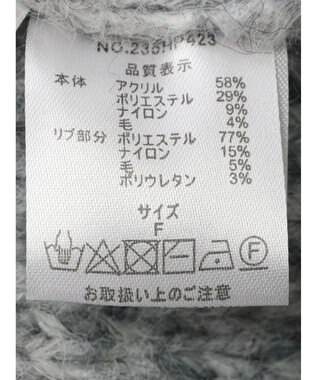 NO.235HP423
品質表示
本体 アクリル 58%
ポリエステル 29%
ナイロン 9%
毛 4%
リブ部分 ポリエステル 77%
ナイロン 15%
毛 5%
ポリウレタン 3%
サイズ
F
F
お取扱い上のご注意